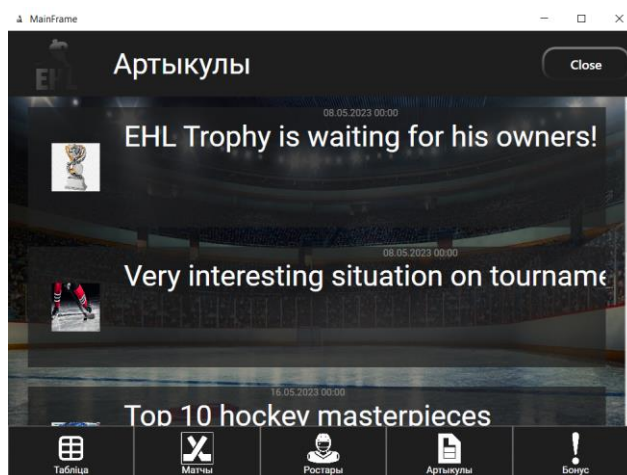 MainFrame
EHL
Артыкулы
Close
08.05.2023 00:00
EHL Trophy is waiting for his owners!
08.05.2023 00:00
Very interesting situation on tourname
16.05.2023 00:00
Top 10 hockey masterpieces
Табліца
Матчы
Ростары
Артыкулы
Бонус